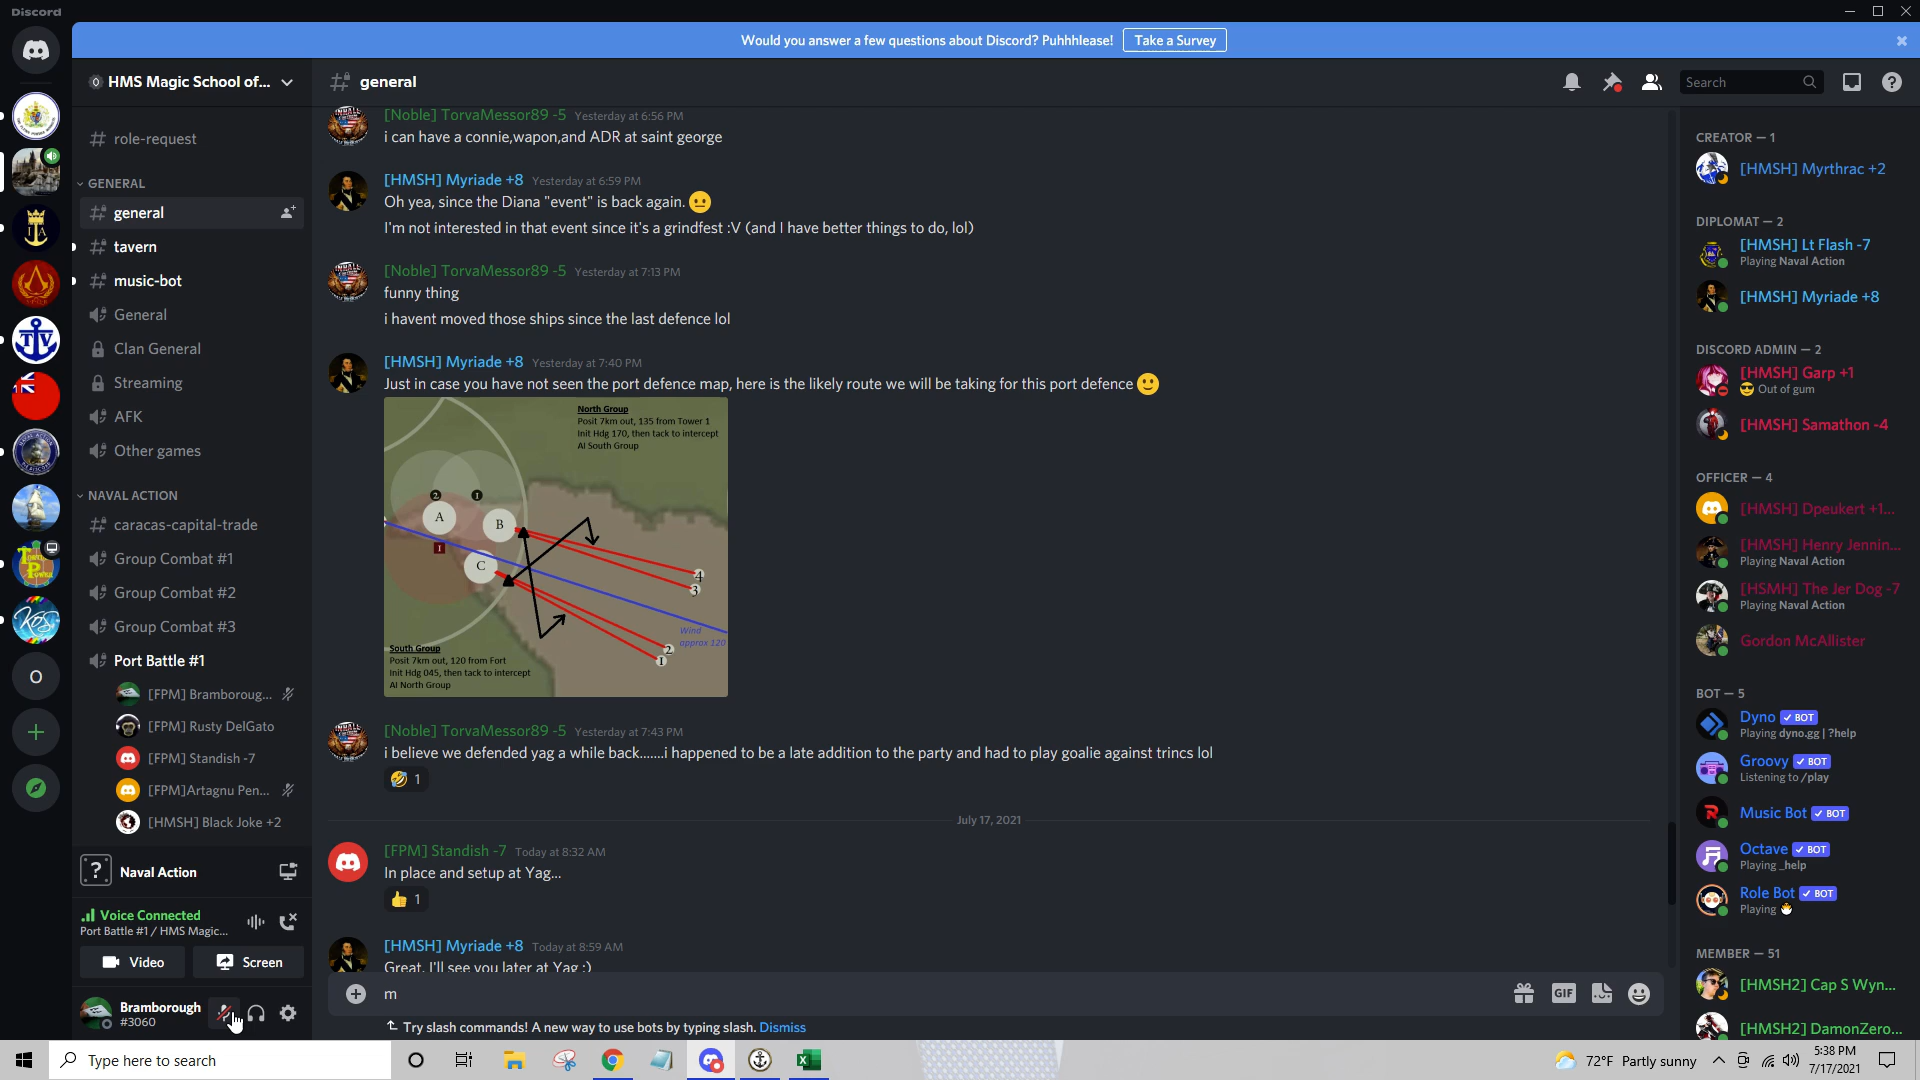 Discord
Would you answer a few questions about Discord? Puhhhlease!
Take a Survey
HMS Magic School of...
general
Search
role-request
GENERAL
general
tavern
music-bot
General
Clan General
Streaming
AFK
Other games
NAVAL ACTION
caracas-capital-trade
Group Combat #1
Group Combat #2
Group Combat #3
Port Battle #1
[FPM] Bramboroug...
[FPM] Rusty DelGato
[FPM] Standish -7
[FPM]Artagnu Pen...
[HMSH] Black Joke +2
Naval Action
Voice Connected
Port Battle #1 / HMS Magic...
Video
Screen
Bramborough
#3060
[Noble] TorvaMessor89 -5 Yesterday at 6:56 PM
i can have a connie,wapon,and ADR at saint george
[HMSH] Myriade +8 Yesterday at 6:59 PM
Oh yea, since the Diana "event" is back again.
I'm not interested in that event since it's a grindfest :V (and I have better things to do, lol)
[Noble] TorvaMessor89 -5 Yesterday at 7:13 PM
funny thing
i havent moved those ships since the last defence lol
[HMSH] Myriade +8 Yesterday at 7:40 PM
Just in case you have not seen the port defence map, here is the likely route we will be taking for this port defence
North Group
Posit 7km out, 135 from Tower 1
Init Hdg 170, then tack to intercept
AI South Group
2
1
A
B
1
C
4
3
Wind
approx 120
2
1
South Group
Posit 7km out, 120 from Fort
Init Hdg 045, then tack to intercept
AI North Group
[Noble] TorvaMessor89 -5 Yesterday at 7:43 PM
i believe we defended yag a while back.......i happened to be a late addition to the party and had to play goalie against trincs lol
1
July 17, 2021
[FPM] Standish -7 Today at 8:32 AM
In place and setup at Yag...
1
[HMSH] Myriade +8 Today at 8:59 AM
Great, I'll see you later at Yag :)
m
GIF
Try slash commands! A new way to use bots by typing slash. Dismiss
CREATOR — 1
[HMSH] Myrthrac +2
DIPLOMAT — 2
[HMSH] Lt Flash -7
Playing Naval Action
[HMSH] Myriade +8
DISCORD ADMIN — 2
[HMSH] Garp +1
Out of gum
[HMSH] Samathon -4
OFFICER — 4
[HMSH] Dpeukert +1...
[HMSH] Henry Jennin...
Playing Naval Action
[HSMH] The Jer Dog -7
Playing Naval Action
Gordon McAllister
BOT — 5
Dyno BOT
Playing dyno.gg | ?help
Groovy BOT
Listening to /play
Music Bot BOT
Octave BOT
Playing _help
Role Bot BOT
Playing
MEMBER — 51
[HMSH2] Cap S Wyn...
[HMSH2] DamonZero...
Type here to search
72°F Partly sunny
5:38 PM
7/17/2021